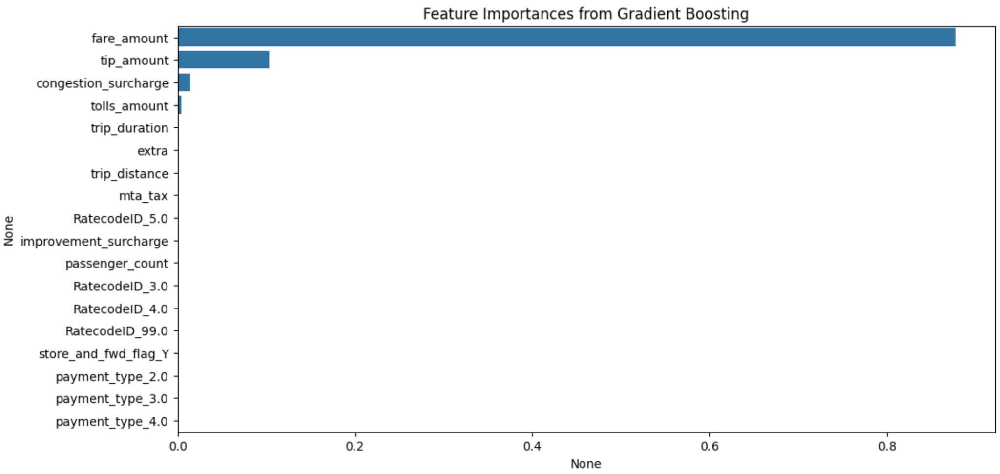 Feature Importances from Gradient Boosting
fare_amount
tip_amount
congestion_surcharge
tolls_amount
trip_duration
extra
trip_distance
mta_tax
RatecodeID_5.0
improvement_surcharge
passenger_count
RatecodeID_3.0
RatecodeID_4.0
RatecodeID_99.0
store_and_fwd_flag_Y
payment_type_2.0
payment_type_3.0
payment_type_4.0
None
0.0 0.2 0.4 0.6 0.8
None